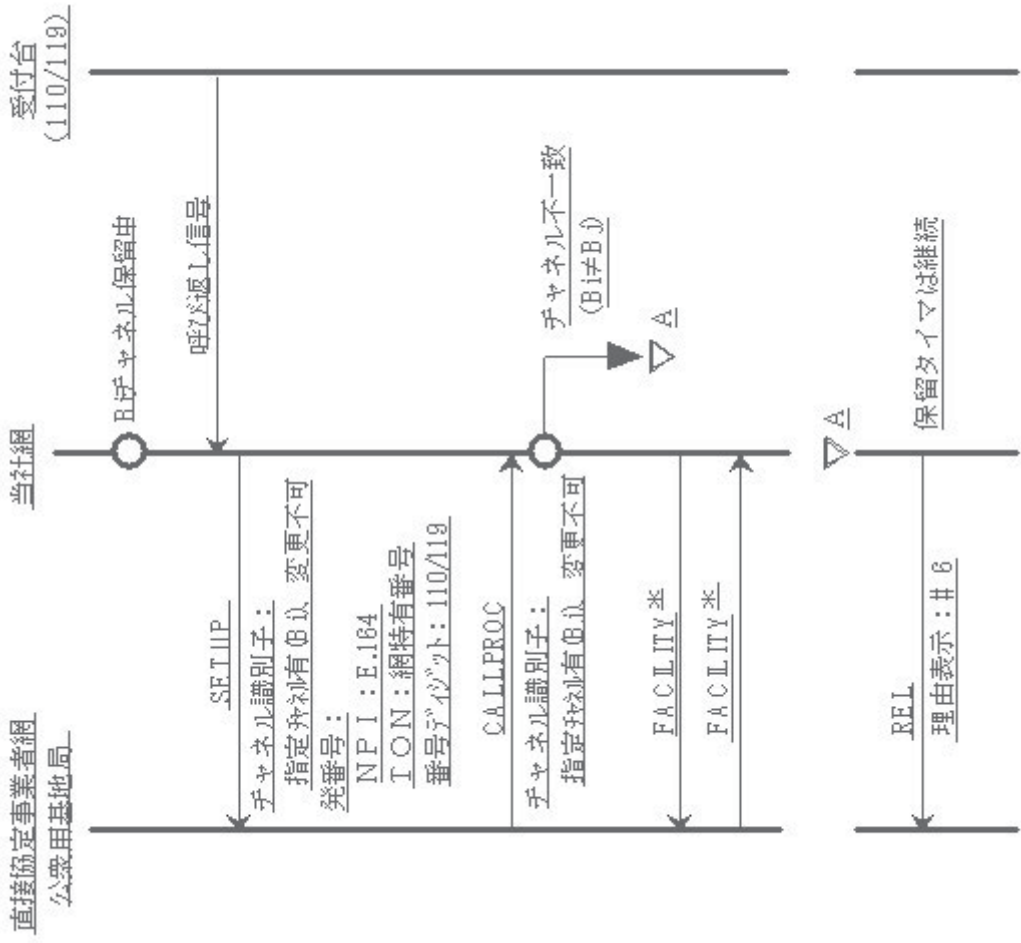 直接協定事業者網
公衆用基地局
当社網
受付台
(110/119)
Biチャネル保留中
呼び返し信号
SETUP
チャネル識別子：
指定チャネル有(Bi)、変更不可
発番号：
NPI：E.164
TON：網特有番号
番号ディジット：110/119
CALLPROC
チャネル識別子：
指定チャネル有(Bj)、変更不可
チャネル不一致
(Bi≠Bj)
A
FACILITY※
FACILITY※
A
REL
理由表示：＃6
保留タイマは継続